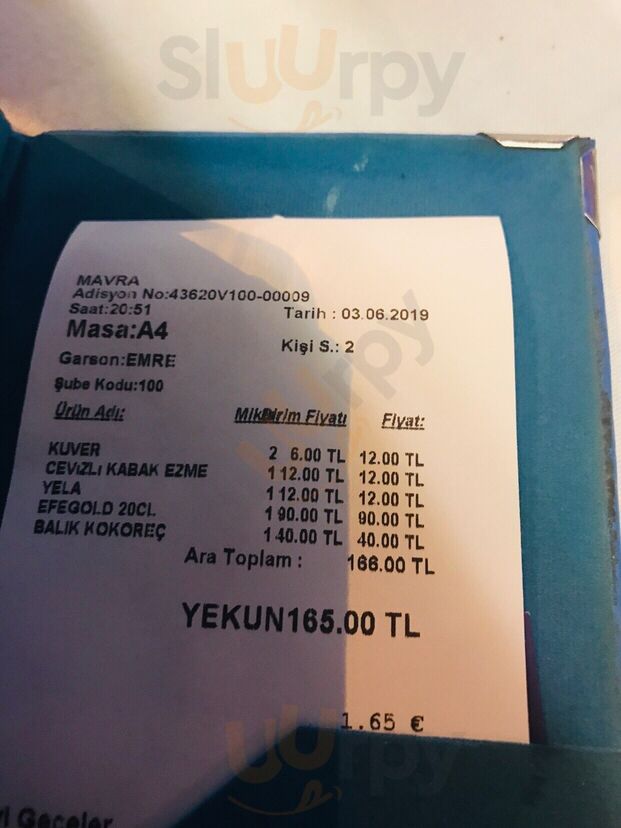 Sluurpy
MAVRA
Adisyon No:43620V100-00009
Saat:20:51 Tarih : 03.06.2019
Masa:A4
Kişi S.: 2
Garson:EMRE
Şube Kodu:100
Ürün Adı: Birim Fiyatı Fiyat:
KUVER 2 6.00 TL 12.00 TL
CEVİZLİ KABAK EZME 1 12.00 TL 12.00 TL
YELA 1 12.00 TL 12.00 TL
EFEGOLD 20CL 1 90.00 TL 90.00 TL
BALIK KOKOREÇ 1 40.00 TL 40.00 TL
Ara Toplam : 166.00 TL
YEKUN165.00 TL
1.65 €
Geceler